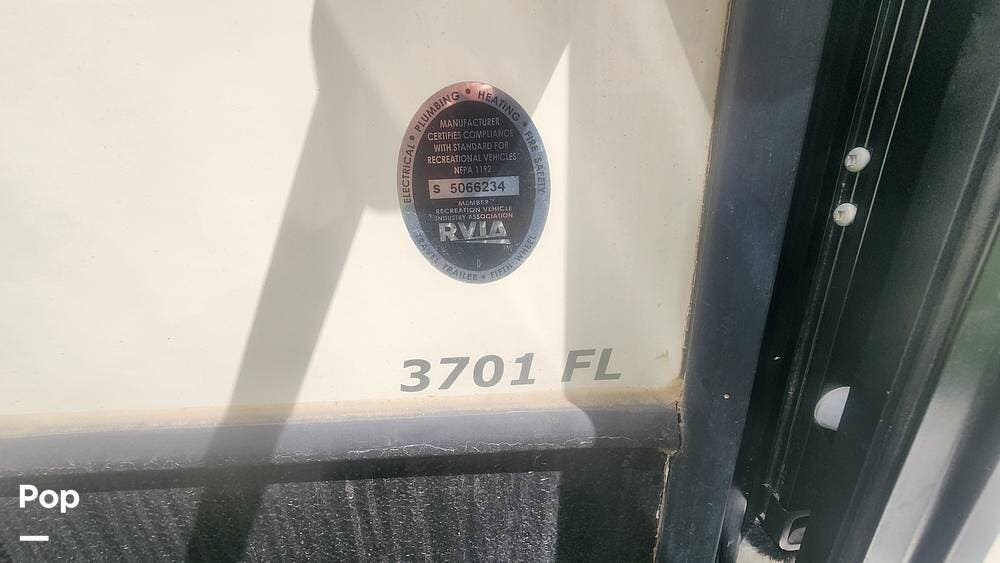 ELECTRICAL • PLUMBING • HEATING • FIRE SAFETY
MANUFACTURER
CERTIFIES COMPLIANCE
WITH STANDARD FOR
RECREATIONAL VEHICLES
NFPA 1192
S 5066234
MEMBER
RECREATION VEHICLE
INDUSTRY ASSOCIATION
RVIA
TRAVEL TRAILER • FIFTH WHEEL
3701 FL
Pop